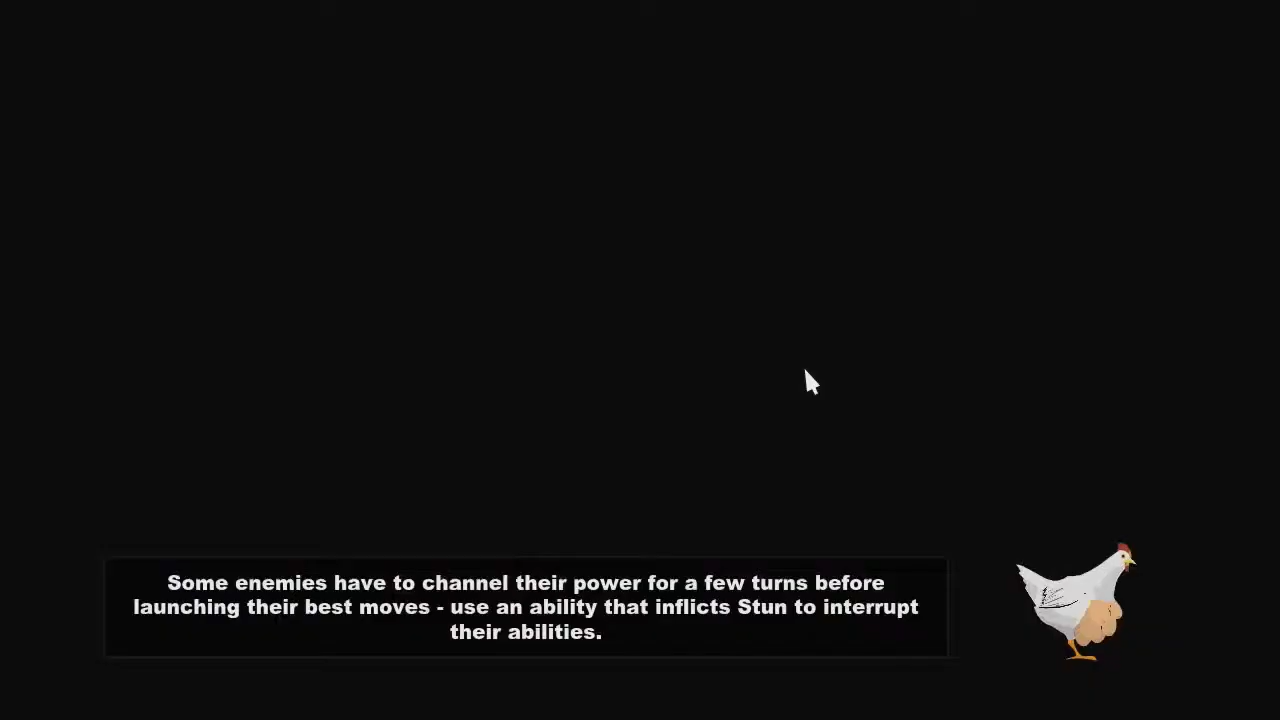 Some enemies have to channel their power for a few turns before
launching their best moves - use an ability that inflicts Stun to interrupt
their abilities.